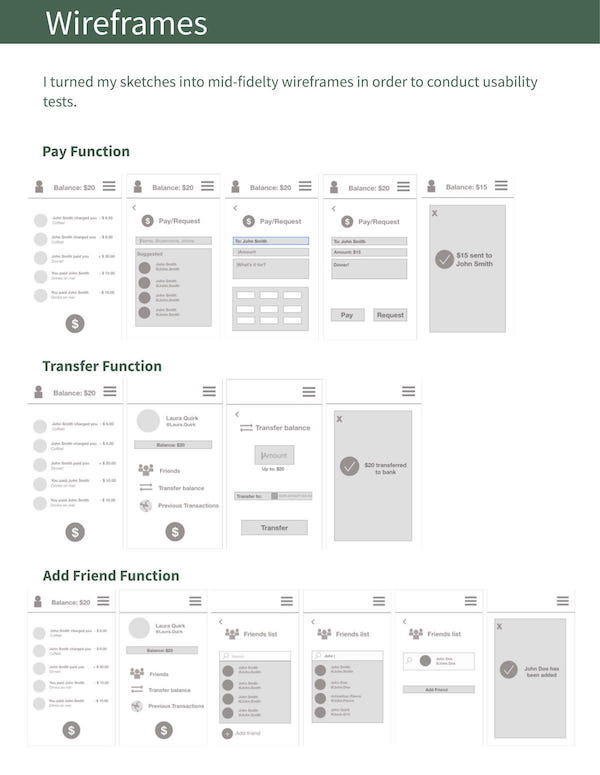 Wireframes
I turned my sketches into mid-fidelty wireframes in order to conduct usability
tests.
Pay Function
Balance: $20
John Smith charged you - $ 6.00
Coffee!
John Smith charged you - $ 6.00
Coffee!
John Smith paid you + $ 30.00
Dinner!
You paid John Smith - $ 10.00
Drinks on me!
You paid John Smith - $ 10.00
Drinks on me!
$
Balance: $20
<
$ Pay/Request
Name, @username, phone
Suggested
John Smith
@John.Smith
John Smith
@John.Smith
John Smith
@John.Smith
John Smith
@John.Smith
Balance: $20
<
$ Pay/Request
To: John Smith
Amount
What's it for?
Balance: $20
<
$ Pay/Request
To: John Smith
Amount: $15
Dinner!
Pay Request
Balance: $15
X
$15 sent to
John Smith
Transfer Function
Balance: $20
John Smith charged you - $ 6.00
Coffee!
John Smith charged you - $ 6.00
Coffee!
John Smith paid you + $ 30.00
Dinner!
You paid John Smith - $ 10.00
Drinks on me!
You paid John Smith - $ 10.00
Drinks on me!
$
Laura Quirk
@Laura.Quirk
Balance: $20
Friends
Transfer balance
Previous Transactions
$
<
Transfer balance
Amount
Up to: $20
Transfer to:
Transfer
X
$20 transferred
to bank
Add Friend Function
Balance: $20
John Smith charged you - $ 6.00
Coffee!
John Smith charged you - $ 6.00
Coffee!
John Smith paid you + $ 30.00
Dinner!
You paid John Smith - $ 10.00
Drinks on me!
You paid John Smith - $ 10.00
Drinks on me!
$
Laura Quirk
@Laura.Quirk
Balance: $20
Friends
Transfer balance
Previous Transactions
$
<
Friends list
Search
John Smith
@John.Smith
John Smith
@John.Smith
John Smith
@John.Smith
John Smith
@John.Smith
+ Add friend
<
Friends list
John
John Smith
@John.Smith
John Doe
@John.Doe
<
Friends list
John Doe
@John.Doe
Add Friend
X
John Doe has
been added